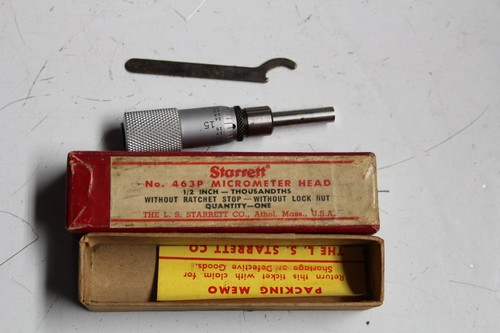 15
Starrett
No. 463P MICROMETER HEAD
1/2 INCH — THOUSANDTHS
WITHOUT RATCHET STOP — WITHOUT LOCK NUT
QUANTITY—ONE
THE L. S. STARRETT CO., Athol, Mass., U.S.A.
PACKING MEMO
Return this ticket with claim for
Shortage or Defective Goods.
THE L. S. STARRETT CO